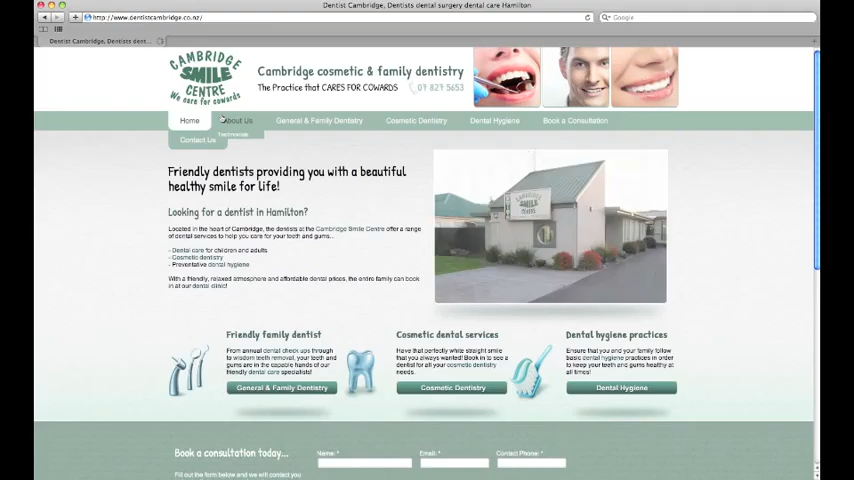 Dentist Cambridge, Dentists dental surgery dental care Hamilton
http://www.dentistcambridge.co.nz/
Google
Dentist Cambridge, Dentists dent...
CAMBRIDGE
SMILE
CENTRE
We care for cowards
Cambridge cosmetic & family dentistry
The Practice that CARES FOR COWARDS
07 827 5653
Home
About Us
General & Family Dentistry
Cosmetic Dentistry
Dental Hygiene
Book a Consultation
Testimonials
Contact Us
Friendly dentists providing you with a beautiful
healthy smile for life!
Looking for a dentist in Hamilton?
Located in the heart of Cambridge, the dentists at the Cambridge Smile Centre offer a range
of dental services to help you care for your teeth and gums...
- Dental care for children and adults
- Cosmetic dentistry
- Preventative dental hygiene
With a friendly, relaxed atmosphere and affordable dental prices, the entire family can book
in at our dental clinic!
CAMBRIDGE
SMILE
CENTRE
Friendly family dentist
From annual dental check ups through
to wisdom teeth removal, your teeth and
gums are in the capable hands of our
friendly dental care specialists!
General & Family Dentistry
Cosmetic dental services
Have that perfectly white straight smile
that you always wanted! Book in to see a
dentist for all your cosmetic dentistry
needs.
Cosmetic Dentistry
Dental hygiene practices
Ensure that you and your family follow
basic dental hygiene practices in order
to keep your teeth and gums healthy at
all times!
Dental Hygiene
Book a consultation today...
Fill out the form below and we will contact you
Name: *
Email: *
Contact Phone: *